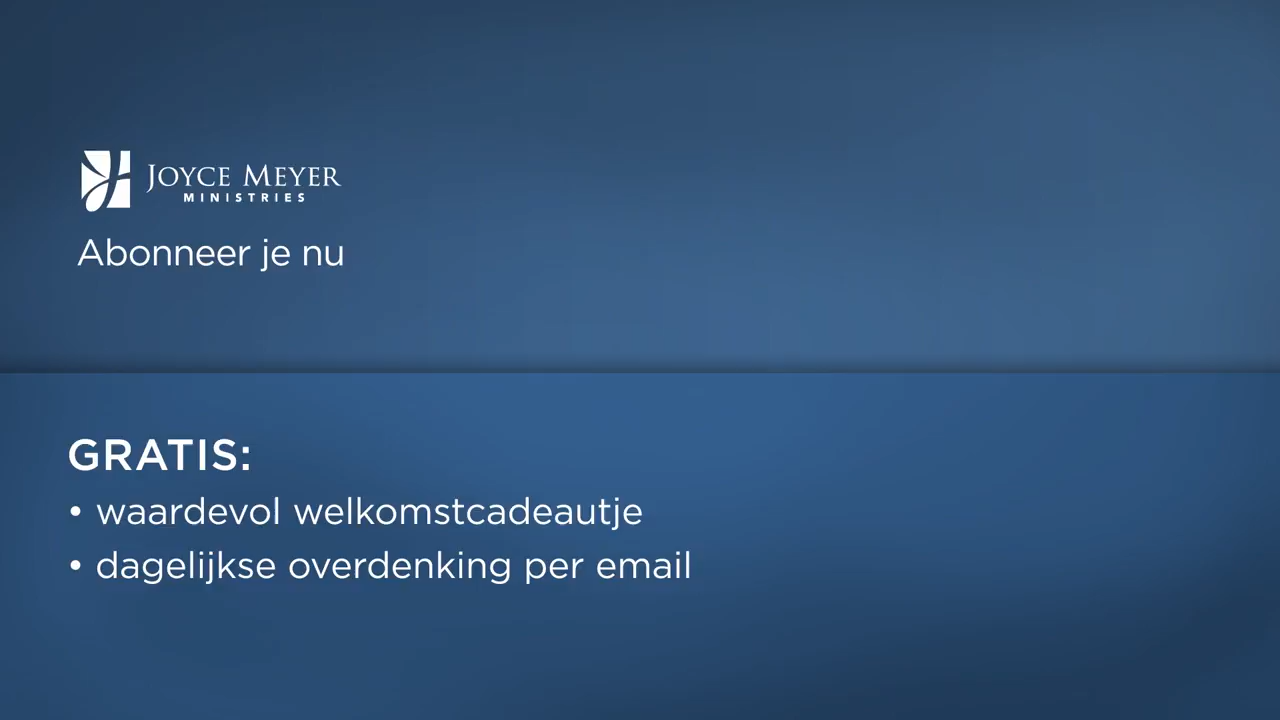 JOYCE MEYER
MINISTRIES
Abonneer je nu
GRATIS:
• waardevol welkomstcadeautje
• dagelijkse overdenking per email